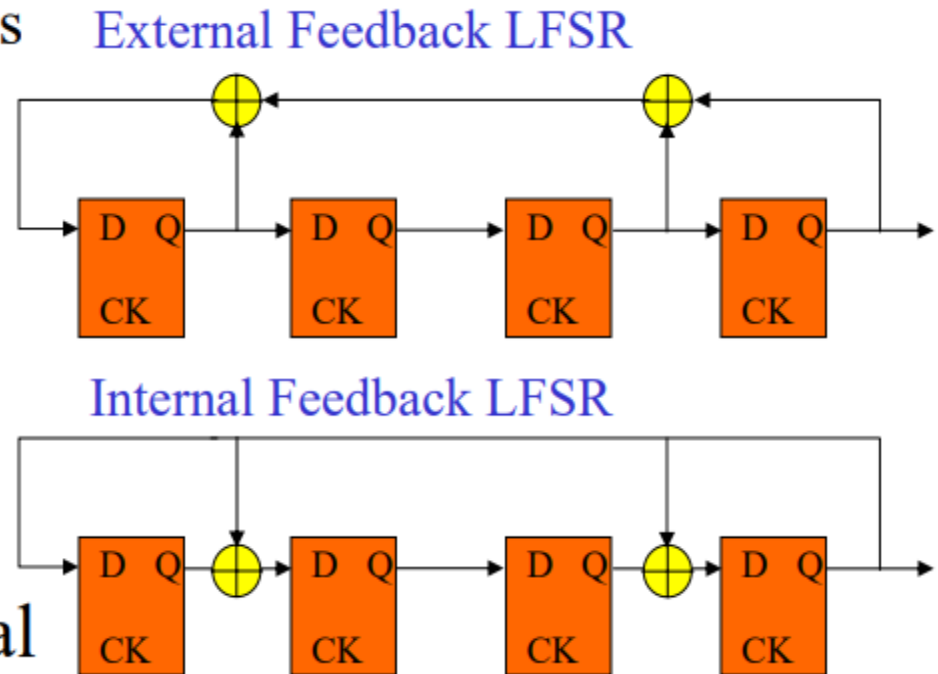 s External Feedback LFSR
D Q D Q D Q D Q
CK CK CK CK
Internal Feedback LFSR
D Q D Q D Q D Q
al CK CK CK CK